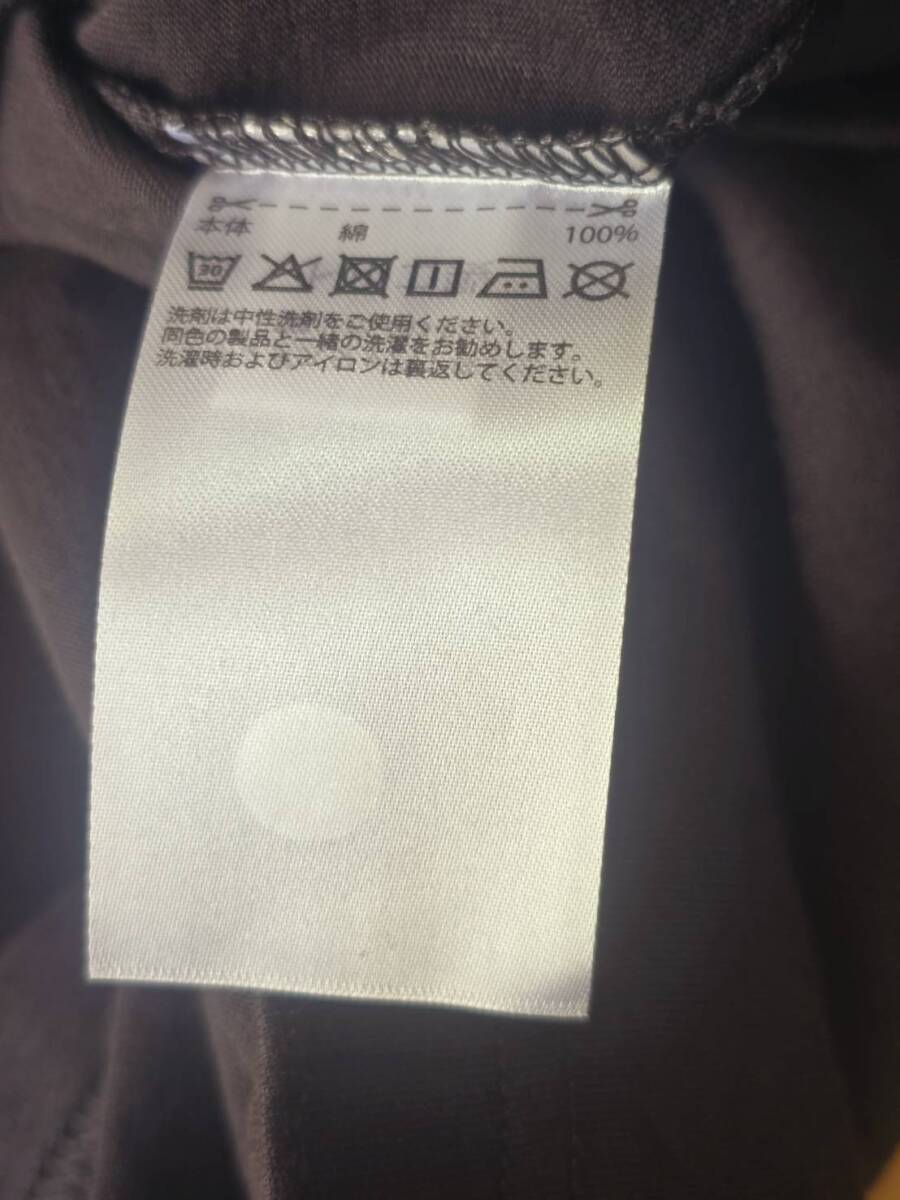 本体 綿 100%
30
洗剤は中性洗剤をご使用ください。
同色の製品と一緒の洗濯をお勧めします。
洗濯時およびアイロンは裏返してください。